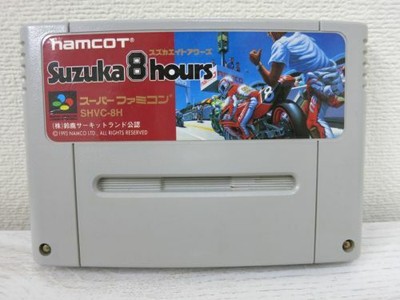 namcot
スズカエイトアワーズ
Suzuka 8 hours
スーパーファミコン
SHVC-8H
(株)鈴鹿サーキットランド公認
©1993 NAMCO LTD., ALL RIGHTS RESERVED